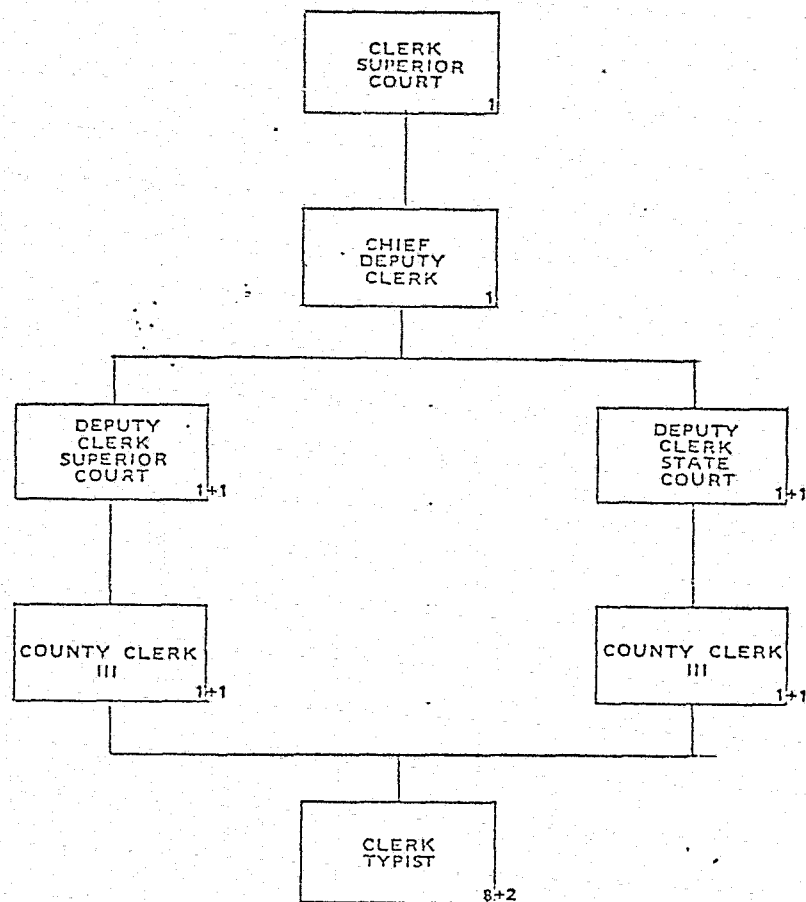 CLERK
SUPERIOR
COURT
1
CHIEF
DEPUTY
CLERK
1
DEPUTY
CLERK
SUPERIOR
COURT
1+1
DEPUTY
CLERK
STATE
COURT
1+1
COUNTY CLERK
III
1+1
COUNTY CLERK
III
1+1
CLERK
TYPIST
8+2